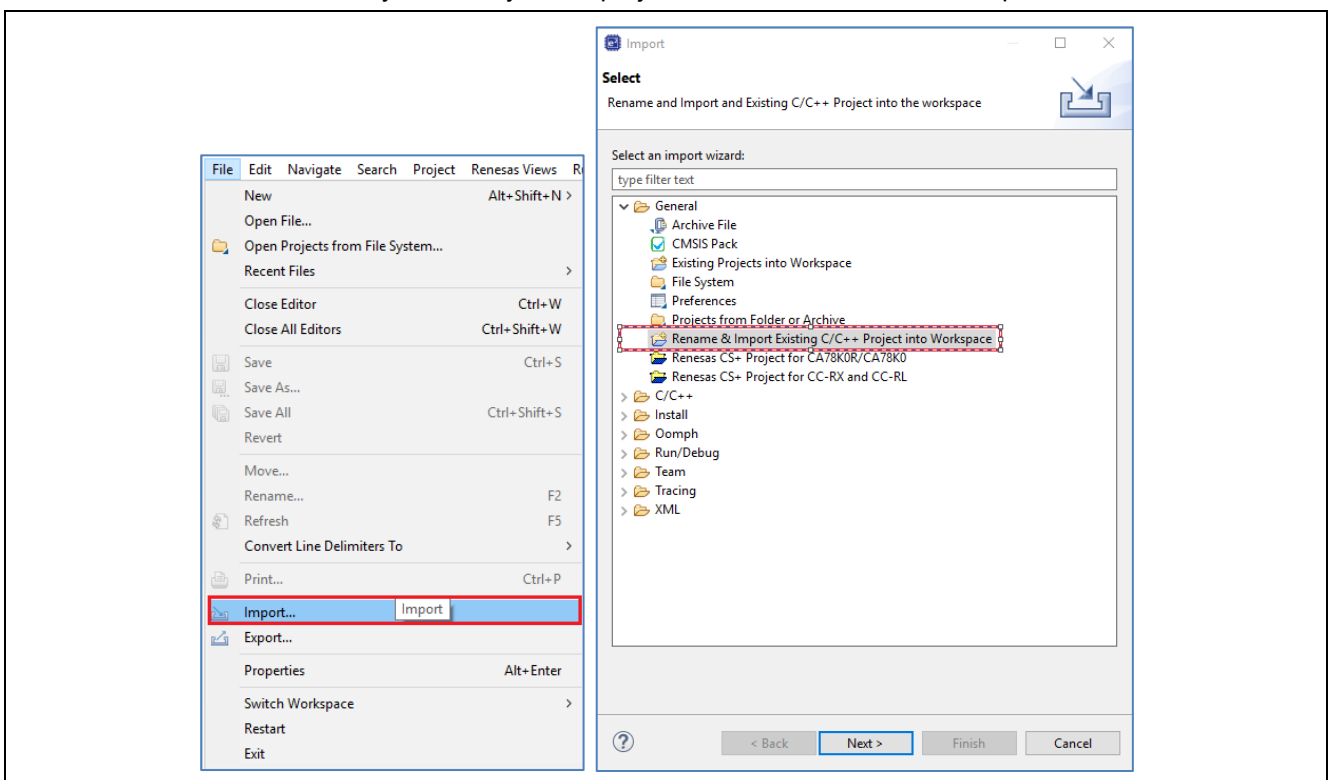 File Edit Navigate Search Project Renesas Views
New Alt+Shift+N >
Open File...
Open Projects from File System...
Recent Files >
Close Editor Ctrl+W
Close All Editors Ctrl+Shift+W
Save Ctrl+S
Save As...
Save All Ctrl+Shift+S
Revert
Move...
Rename... F2
Refresh F5
Convert Line Delimiters To >
Print... Ctrl+P
Import... Import
Export...
Properties Alt+Enter
Switch Workspace >
Restart
Exit
Import
Select
Rename and Import and Existing C/C++ Project into the workspace
Select an import wizard:
type filter text
General
Archive File
CMSIS Pack
Existing Projects into Workspace
File System
Preferences
Projects from Folder or Archive
Rename & Import Existing C/C++ Project into Workspace
Renesas CS+ Project for CA78K0R/CA78K0
Renesas CS+ Project for CC-RX and CC-RL
> C/C++
> Install
> Oomph
> Run/Debug
> Team
> Tracing
> XML
? < Back Next > Finish Cancel